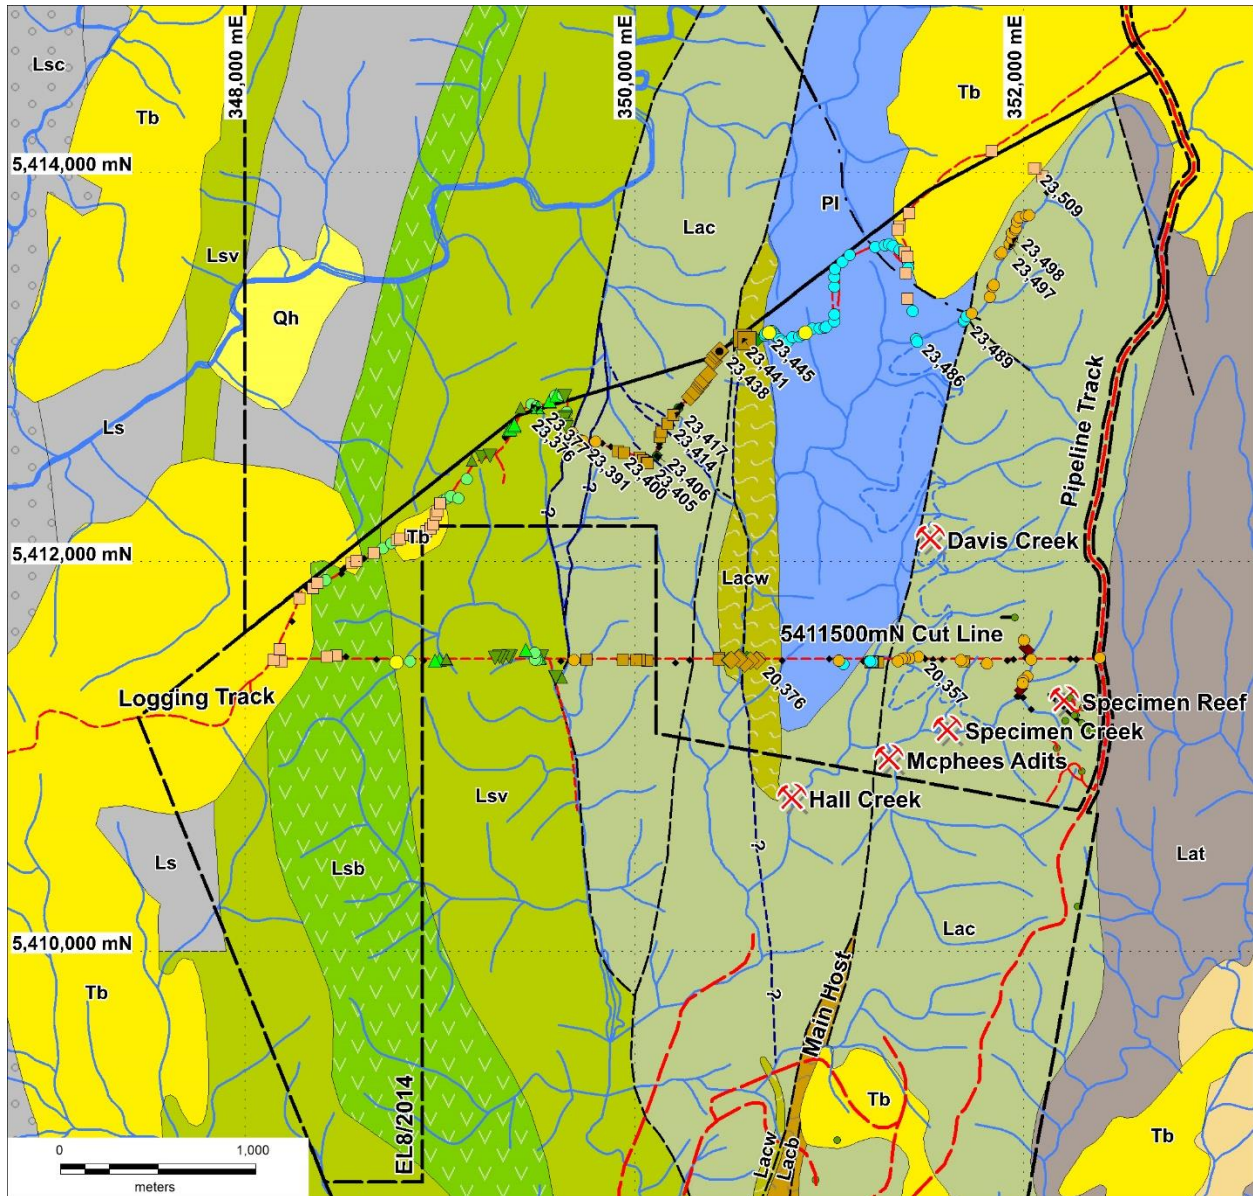 348,000 mE
350,000 mE
352,000 mE
Lsc
Tb
Tb
5,414,000 mN
Pl
23,509
Lac
Lsv
23,498
23,497
Qh
23,489
23,486
23,445
23,441
23,438
Ls
23,417
23,414
23,377
23,376
23,391
23,400
23,406
23,405
Pipeline Track
?
?
Tb
Davis Creek
5,412,000 mN
Lacw
5411500mN Cut Line
20,376
20,357
Logging Track
Specimen Reef
Specimen Creek
Mcphees Adits
Lsv
Hall Creek
?
Ls
Lsb
Lat
Lac
5,410,000 mN
Tb
?
Main Host
Tb
EL8/2014
Tb
Lacw
Lacb
0
1,000
meters